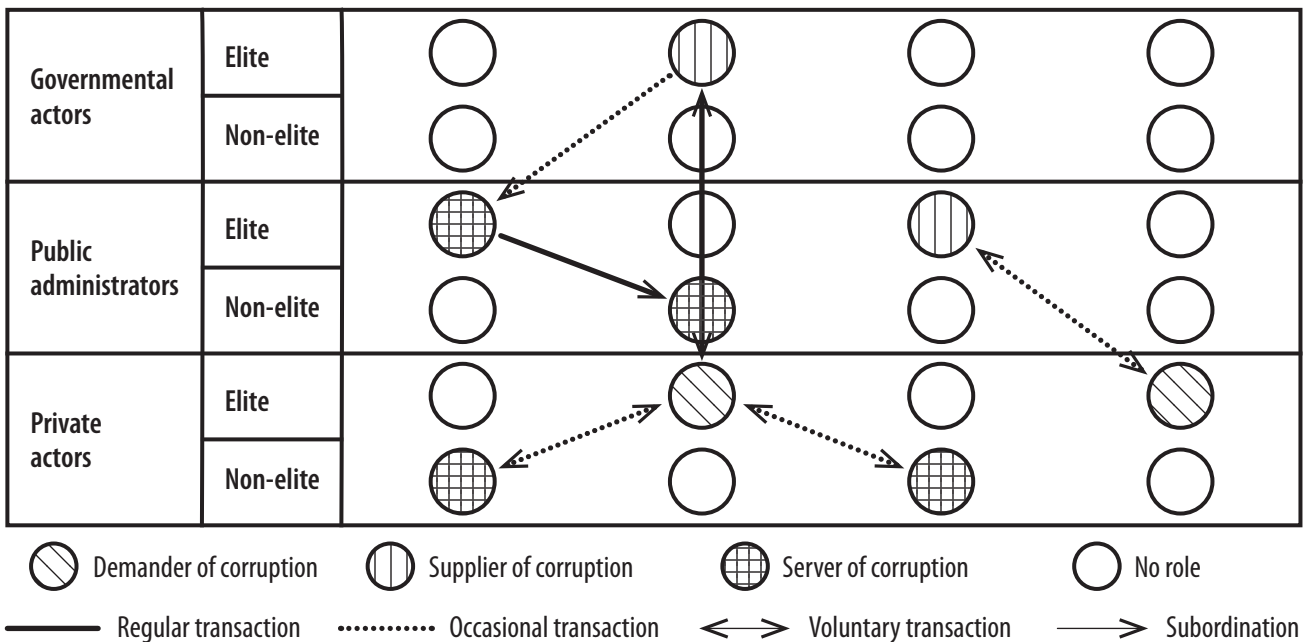 Governmental
actors
Elite
Non-elite
Public
administrators
Elite
Non-elite
Private
actors
Elite
Non-elite
Demander of corruption
Supplier of corruption
Server of corruption
No role
Regular transaction
Occasional transaction
Voluntary transaction
Subordination